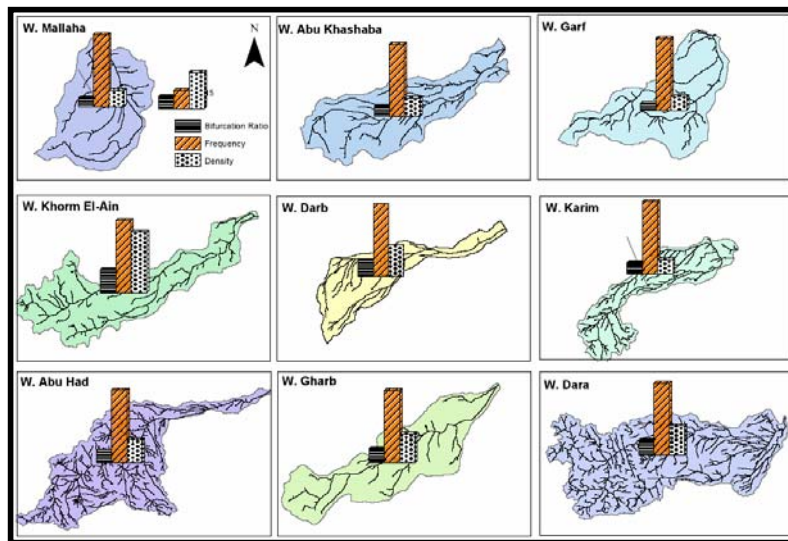 W. Mallaha
N
W. Abu Khashaba
W. Garf
Bifurcation Ratio
Frequency
Density
W. Khorm El-Ain
W. Darb
W. Karim
W. Abu Had
W. Gharb
W. Dara